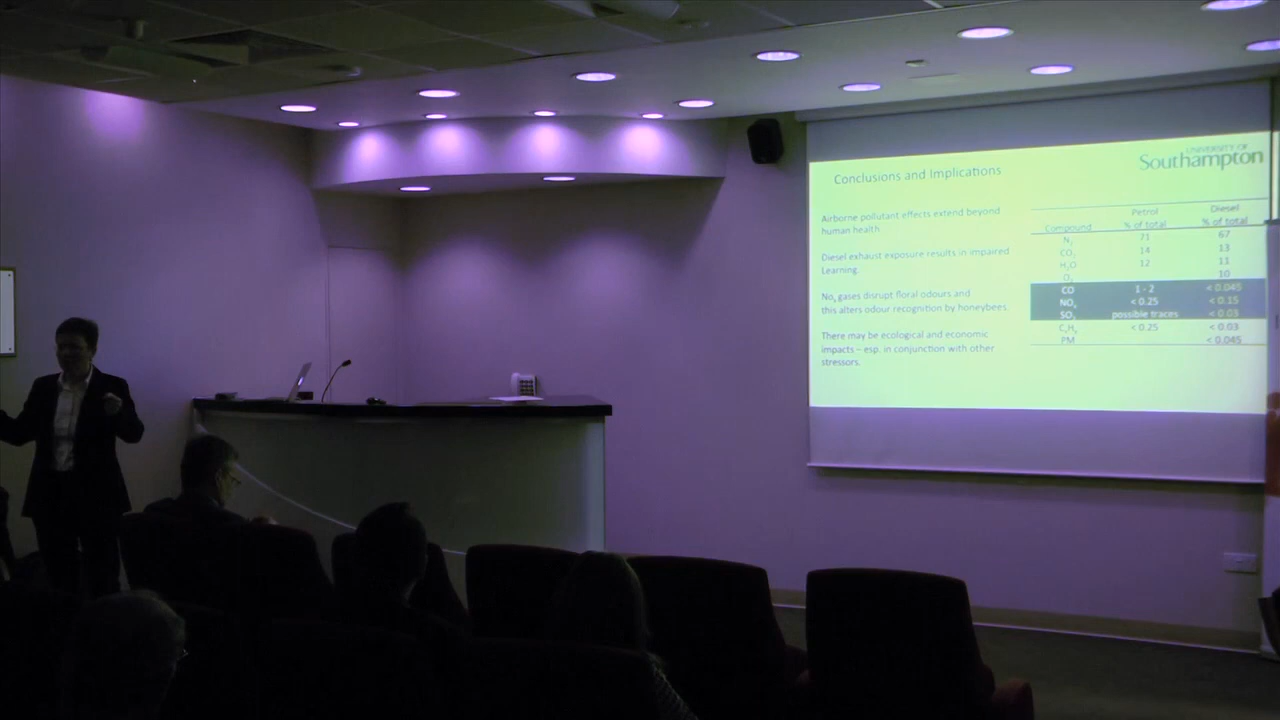 UNIVERSITY OF
Southampton
Conclusions and Implications
Airborne pollutant effects extend beyond
human health
Diesel exhaust exposure results in impaired
Learning.
Noₓ gases disrupt floral odours and
this alters odour recognition by honeybees.
There may be ecological and economic
impacts – esp. in conjunction with other
stressors.
Petrol Diesel
Compound % of total % of total
N₂ 71 67
CO₂ 14 13
H₂O 12 11
O₂ 10
CO 1 - 2 < 0.045
NOₓ < 0.25 < 0.15
SO₂ possible traces < 0.03
CₓHₓ < 0.25 < 0.03
PM < 0.045